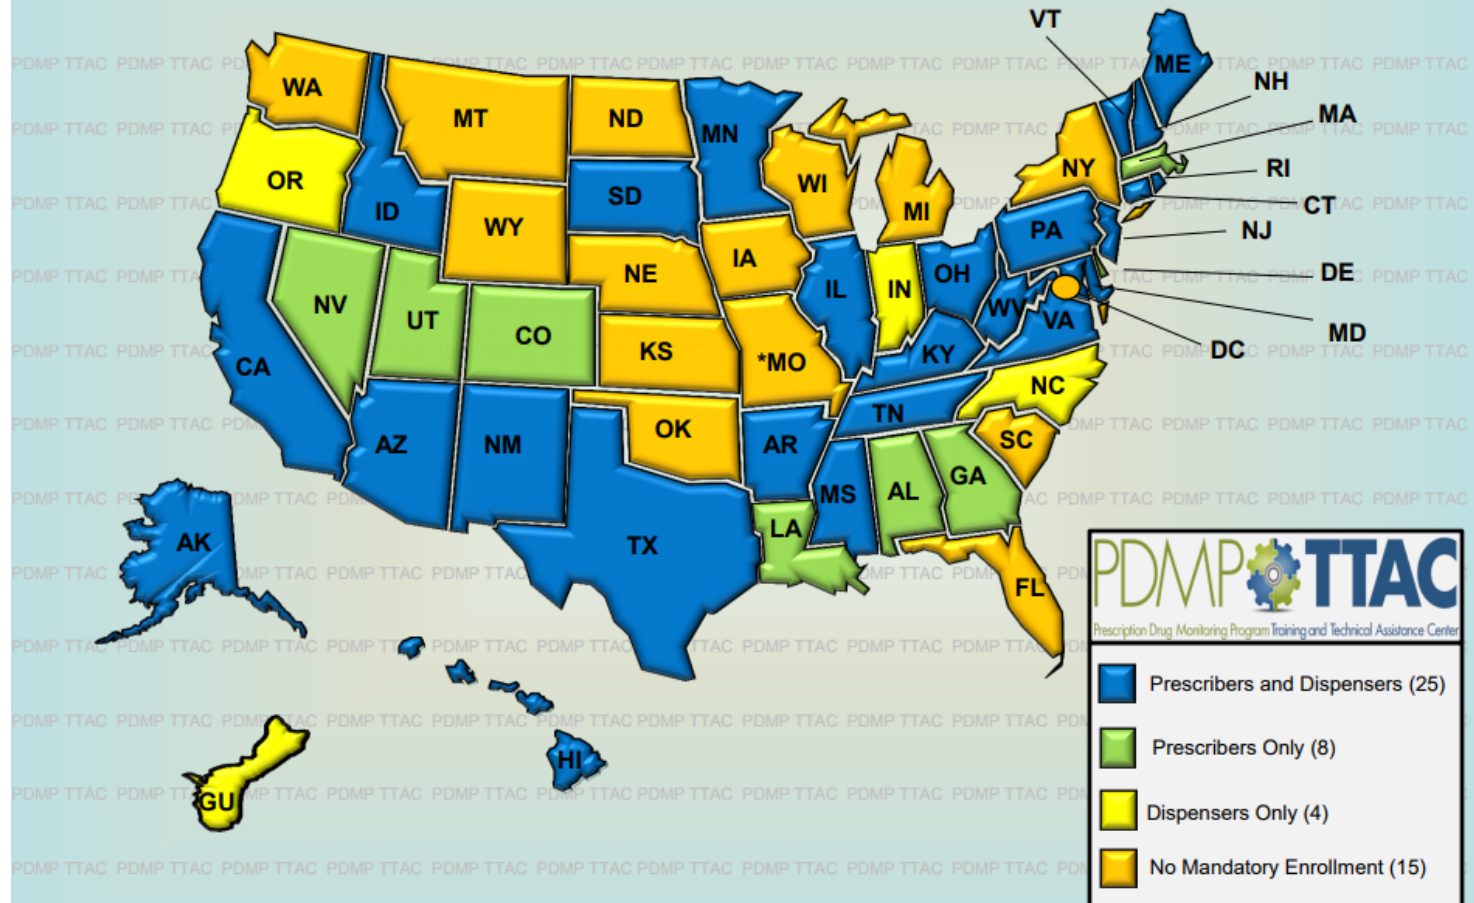 VT
ME
NH
WA
MT
ND
MN
MA
NY
RI
OR
WI
MI
SD
ID
CT
WY
PA
NJ
IA
NE
OH
DE
IL
IN
NV
WV
UT
VA
CO
MD
KS
KY
DC
*MO
CA
NC
TN
OK
SC
AZ
NM
AR
GA
MS
AL
LA
AK
TX
FL
HI
GU
PDMP TTAC
Prescription Drug Monitoring Program Training and Technical Assistance Center
Prescribers and Dispensers (25)
Prescribers Only (8)
Dispensers Only (4)
No Mandatory Enrollment (15)